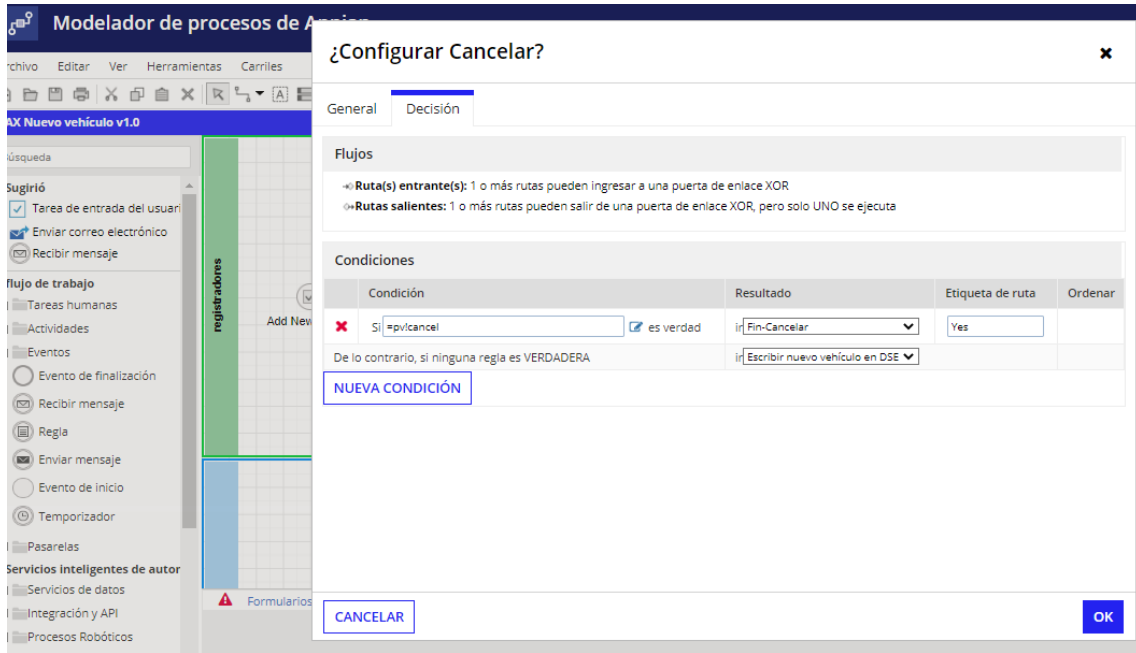 Modelador de procesos de Appian
¿Configurar Cancelar?
rchivo Editar Ver Herramientas Carriles
General Decisión
AX Nuevo vehículo v1.0
úsqueda
Flujos
Ruta(s) entrante(s): 1 o más rutas pueden ingresar a una puerta de enlace XOR
Rutas salientes: 1 o más rutas pueden salir de una puerta de enlace XOR, pero solo UNO se ejecuta
Sugirió
Tarea de entrada del usuari
Enviar correo electrónico
Recibir mensaje
flujo de trabajo
Tareas humanas
Actividades
Eventos
Evento de finalización
Recibir mensaje
Regla
Enviar mensaje
Evento de inicio
Temporizador
Pasarelas
Servicios inteligentes de autor
Servicios de datos
Integración y API
Procesos Robóticos
registradores
Add New
Formularios
Condiciones
Condición Resultado Etiqueta de ruta Ordenar
Si =pv!cancel es verdad ir Fin-Cancelar Yes
De lo contrario, si ninguna regla es VERDADERA ir Escribir nuevo vehículo en DSE
NUEVA CONDICIÓN
CANCELAR OK